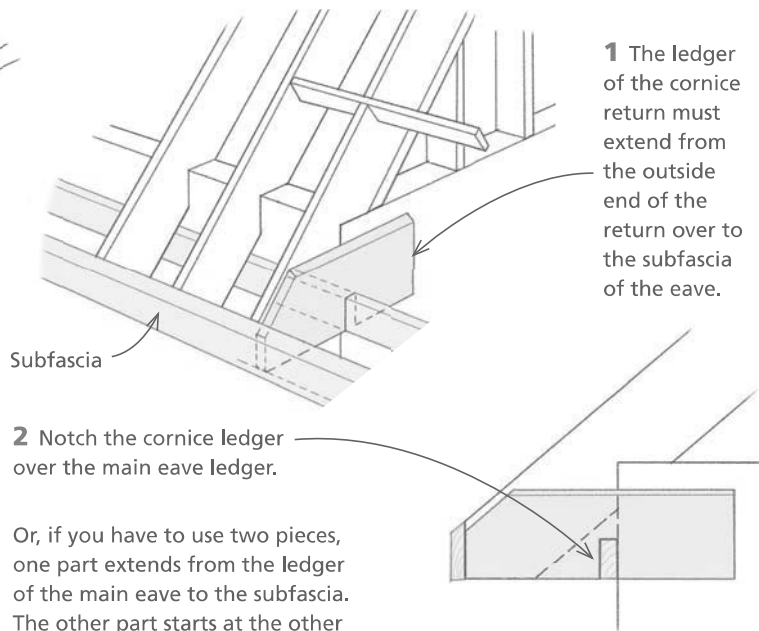 1 The ledger
of the cornice
return must
extend from
the outside
end of the
return over to
the subfascia
of the eave.
Subfascia
2 Notch the cornice ledger
over the main eave ledger.
Or, if you have to use two pieces,
one part extends from the ledger
of the main eave to the subfascia.
The other part starts at the other